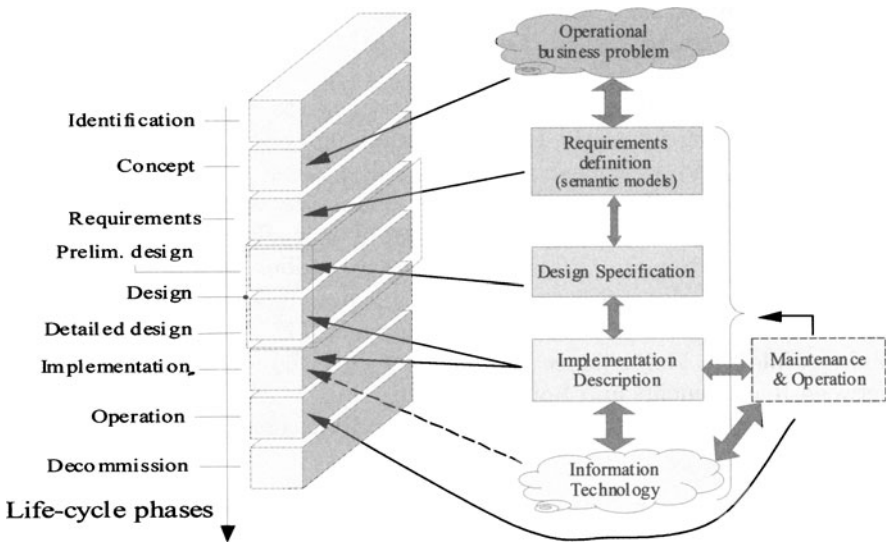 Identification
Concept
Requirements
Prelim. design
Design
Detailed design
Implementation
Operation
Decommission
Life-cycle phases
Operational
business problem
Requirements
definition
(semantic models)
Design Specification
Implementation
Description
Maintenance
& Operation
Information
Technology